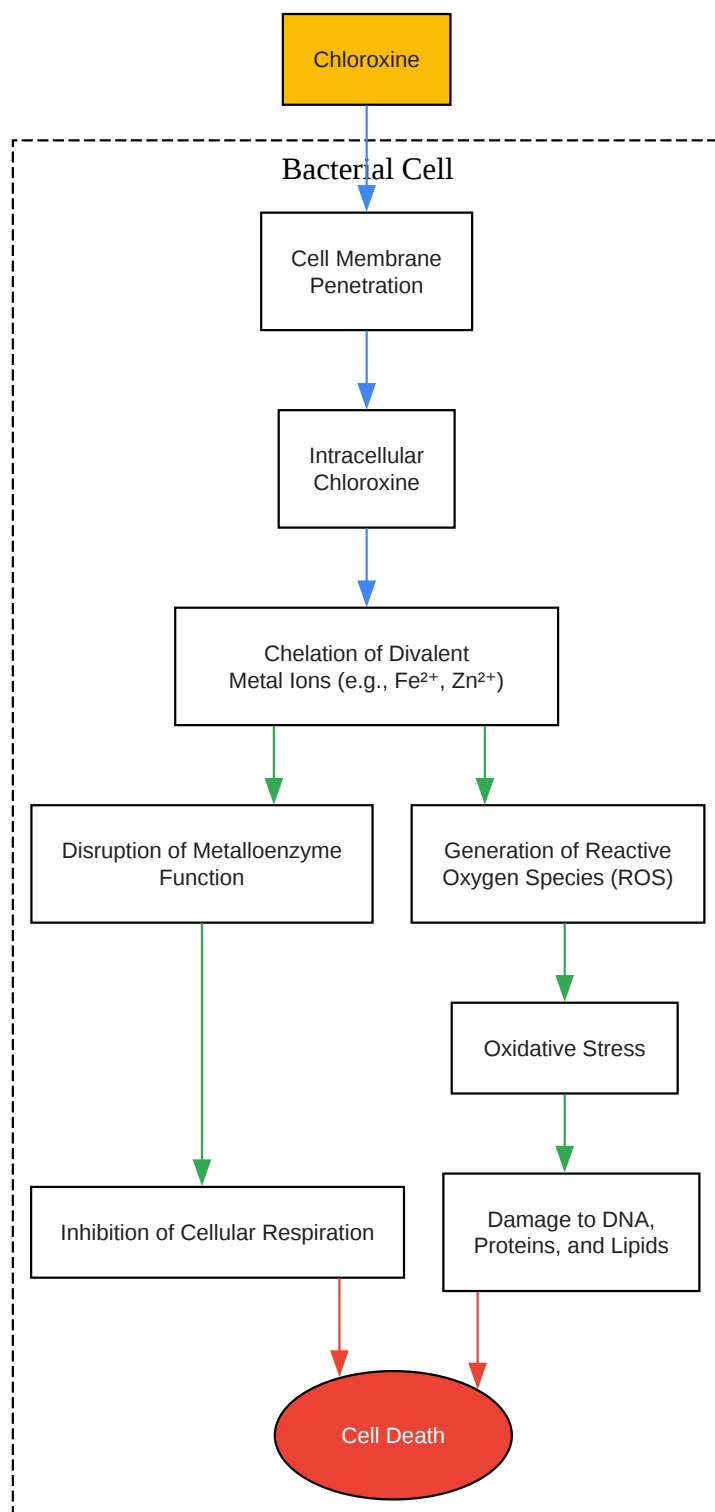 Chloroxine
Bacterial Cell
Cell Membrane
Penetration
Intracellular
Chloroxine
Chelation of Divalent
Metal Ions (e.g., Fe²⁺, Zn²⁺)
Disruption of Metalloenzyme
Function
Generation of Reactive
Oxygen Species (ROS)
Oxidative Stress
Inhibition of Cellular Respiration
Damage to DNA,
Proteins, and Lipids
Cell Death